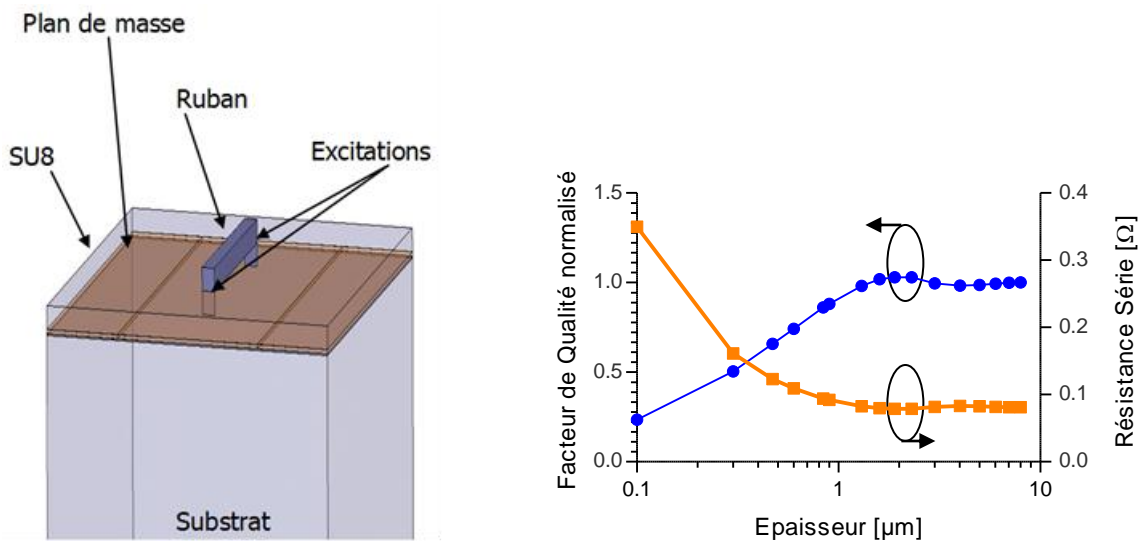 Plan de masse
Ruban
SU8
Excitations
Substrat
Facteur de Qualité normalisé
1.5
1.0
0.5
0.0
0.4
0.3
0.2
0.1
0.0
Résistance Série [Ω]
0.1
1
10
Epaisseur [µm]